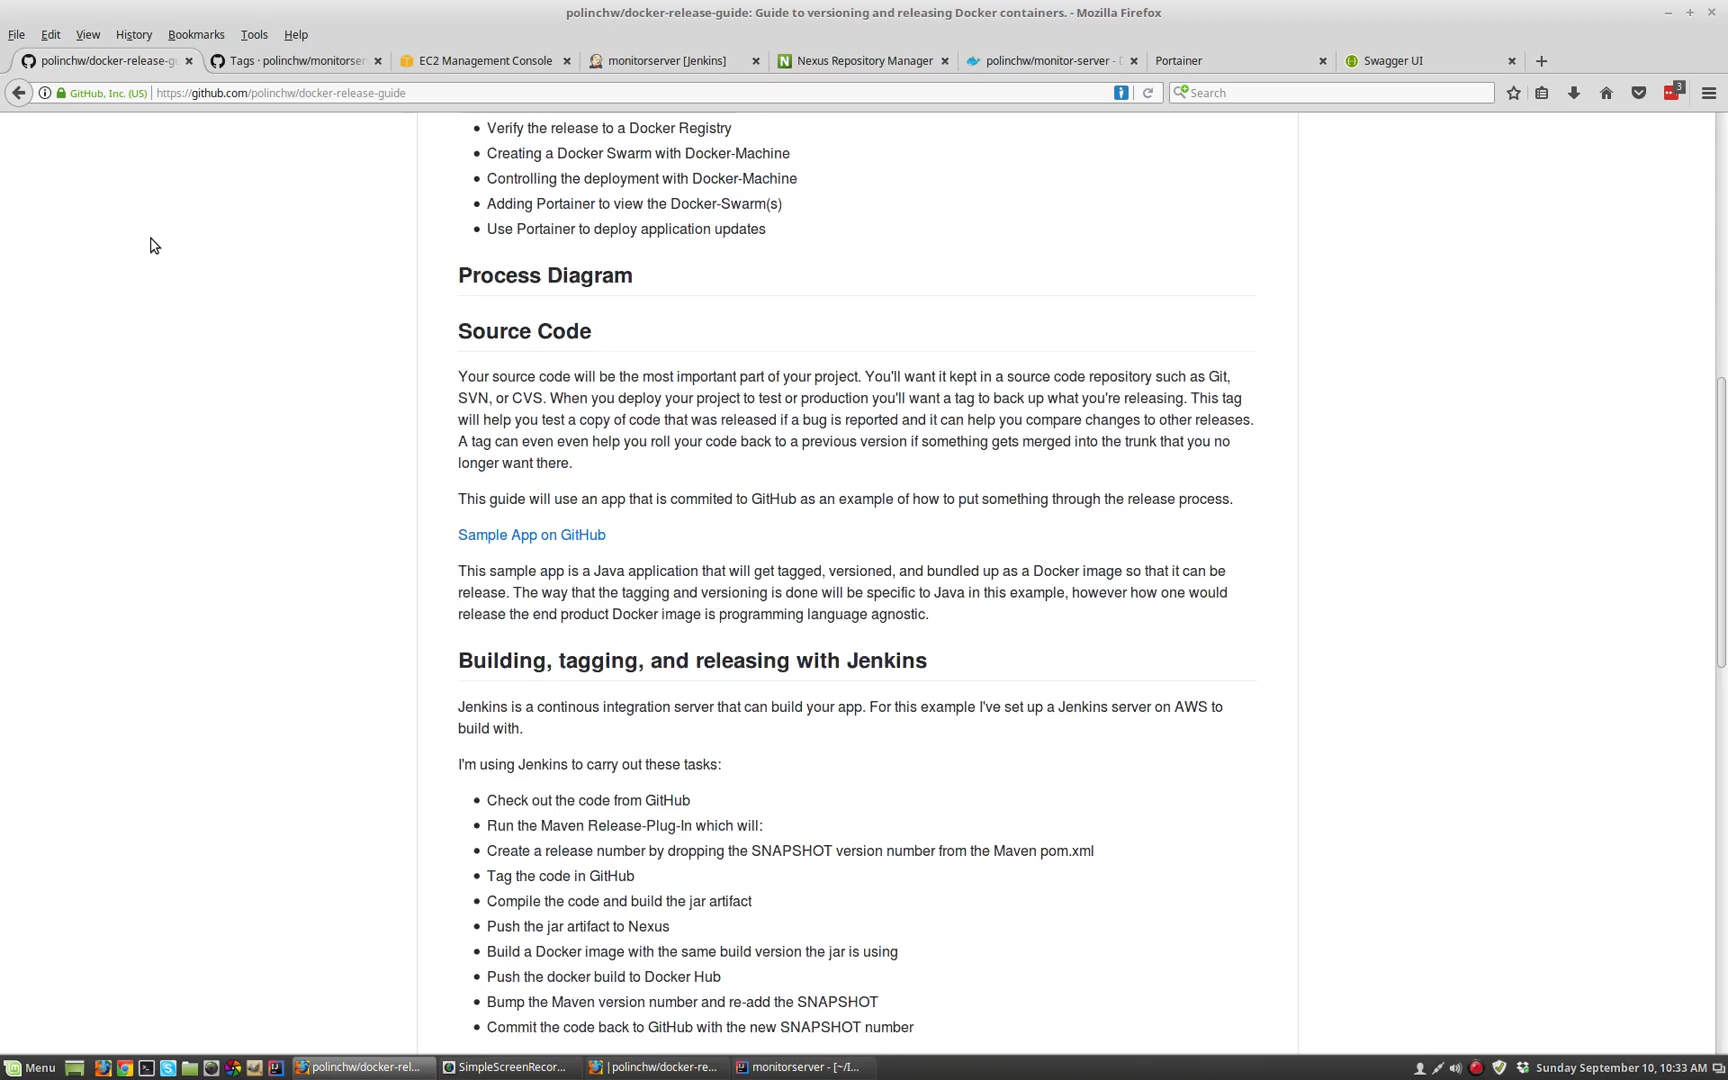 polinchw/docker-release-guide: Guide to versioning and releasing Docker containers. - Mozilla Firefox
File Edit View History Bookmarks Tools Help
polinchw/docker-release-g Tags · polinchw/monitorser EC2 Management Console monitorserver [Jenkins] Nexus Repository Manager polinchw/monitor-server - D Portainer Swagger UI
GitHub, Inc. (US) https://github.com/polinchw/docker-release-guide Search 3
Verify the release to a Docker Registry
Creating a Docker Swarm with Docker-Machine
Controlling the deployment with Docker-Machine
Adding Portainer to view the Docker-Swarm(s)
Use Portainer to deploy application updates
Process Diagram
Source Code
Your source code will be the most important part of your project. You'll want it kept in a source code repository such as Git,
SVN, or CVS. When you deploy your project to test or production you'll want a tag to back up what you're releasing. This tag
will help you test a copy of code that was released if a bug is reported and it can help you compare changes to other releases.
A tag can even even help you roll your code back to a previous version if something gets merged into the trunk that you no
longer want there.
This guide will use an app that is commited to GitHub as an example of how to put something through the release process.
Sample App on GitHub
This sample app is a Java application that will get tagged, versioned, and bundled up as a Docker image so that it can be
release. The way that the tagging and versioning is done will be specific to Java in this example, however how one would
release the end product Docker image is programming language agnostic.
Building, tagging, and releasing with Jenkins
Jenkins is a continous integration server that can build your app. For this example I've set up a Jenkins server on AWS to
build with.
I'm using Jenkins to carry out these tasks:
Check out the code from GitHub
Run the Maven Release-Plug-In which will:
Create a release number by dropping the SNAPSHOT version number from the Maven pom.xml
Tag the code in GitHub
Compile the code and build the jar artifact
Push the jar artifact to Nexus
Build a Docker image with the same build version the jar is using
Push the docker build to Docker Hub
Bump the Maven version number and re-add the SNAPSHOT
Commit the code back to GitHub with the new SNAPSHOT number
Menu polinchw/docker-rel... SimpleScreenRecor... | polinchw/docker-re... monitorserver - [~/I... Sunday September 10, 10:33 AM